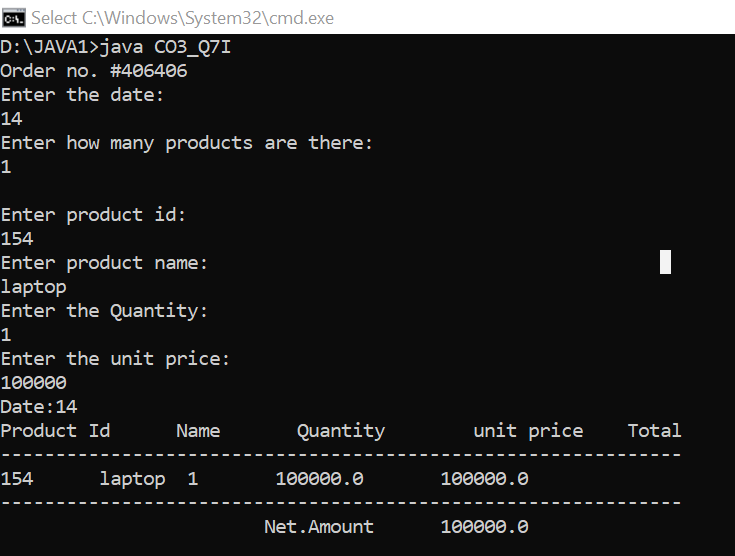 Select C:\Windows\System32\cmd.exe
D:\JAVA1>java CO3_Q7I
Order no. #406406
Enter the date:
14
Enter how many products are there:
1
Enter product id:
154
Enter product name:
laptop
Enter the Quantity:
1
Enter the unit price:
100000
Date:14
Product Id      Name       Quantity        unit price    Total
--------------------------------------------------------------
154      laptop  1       100000.0       100000.0
--------------------------------------------------------------
                        Net.Amount      100000.0